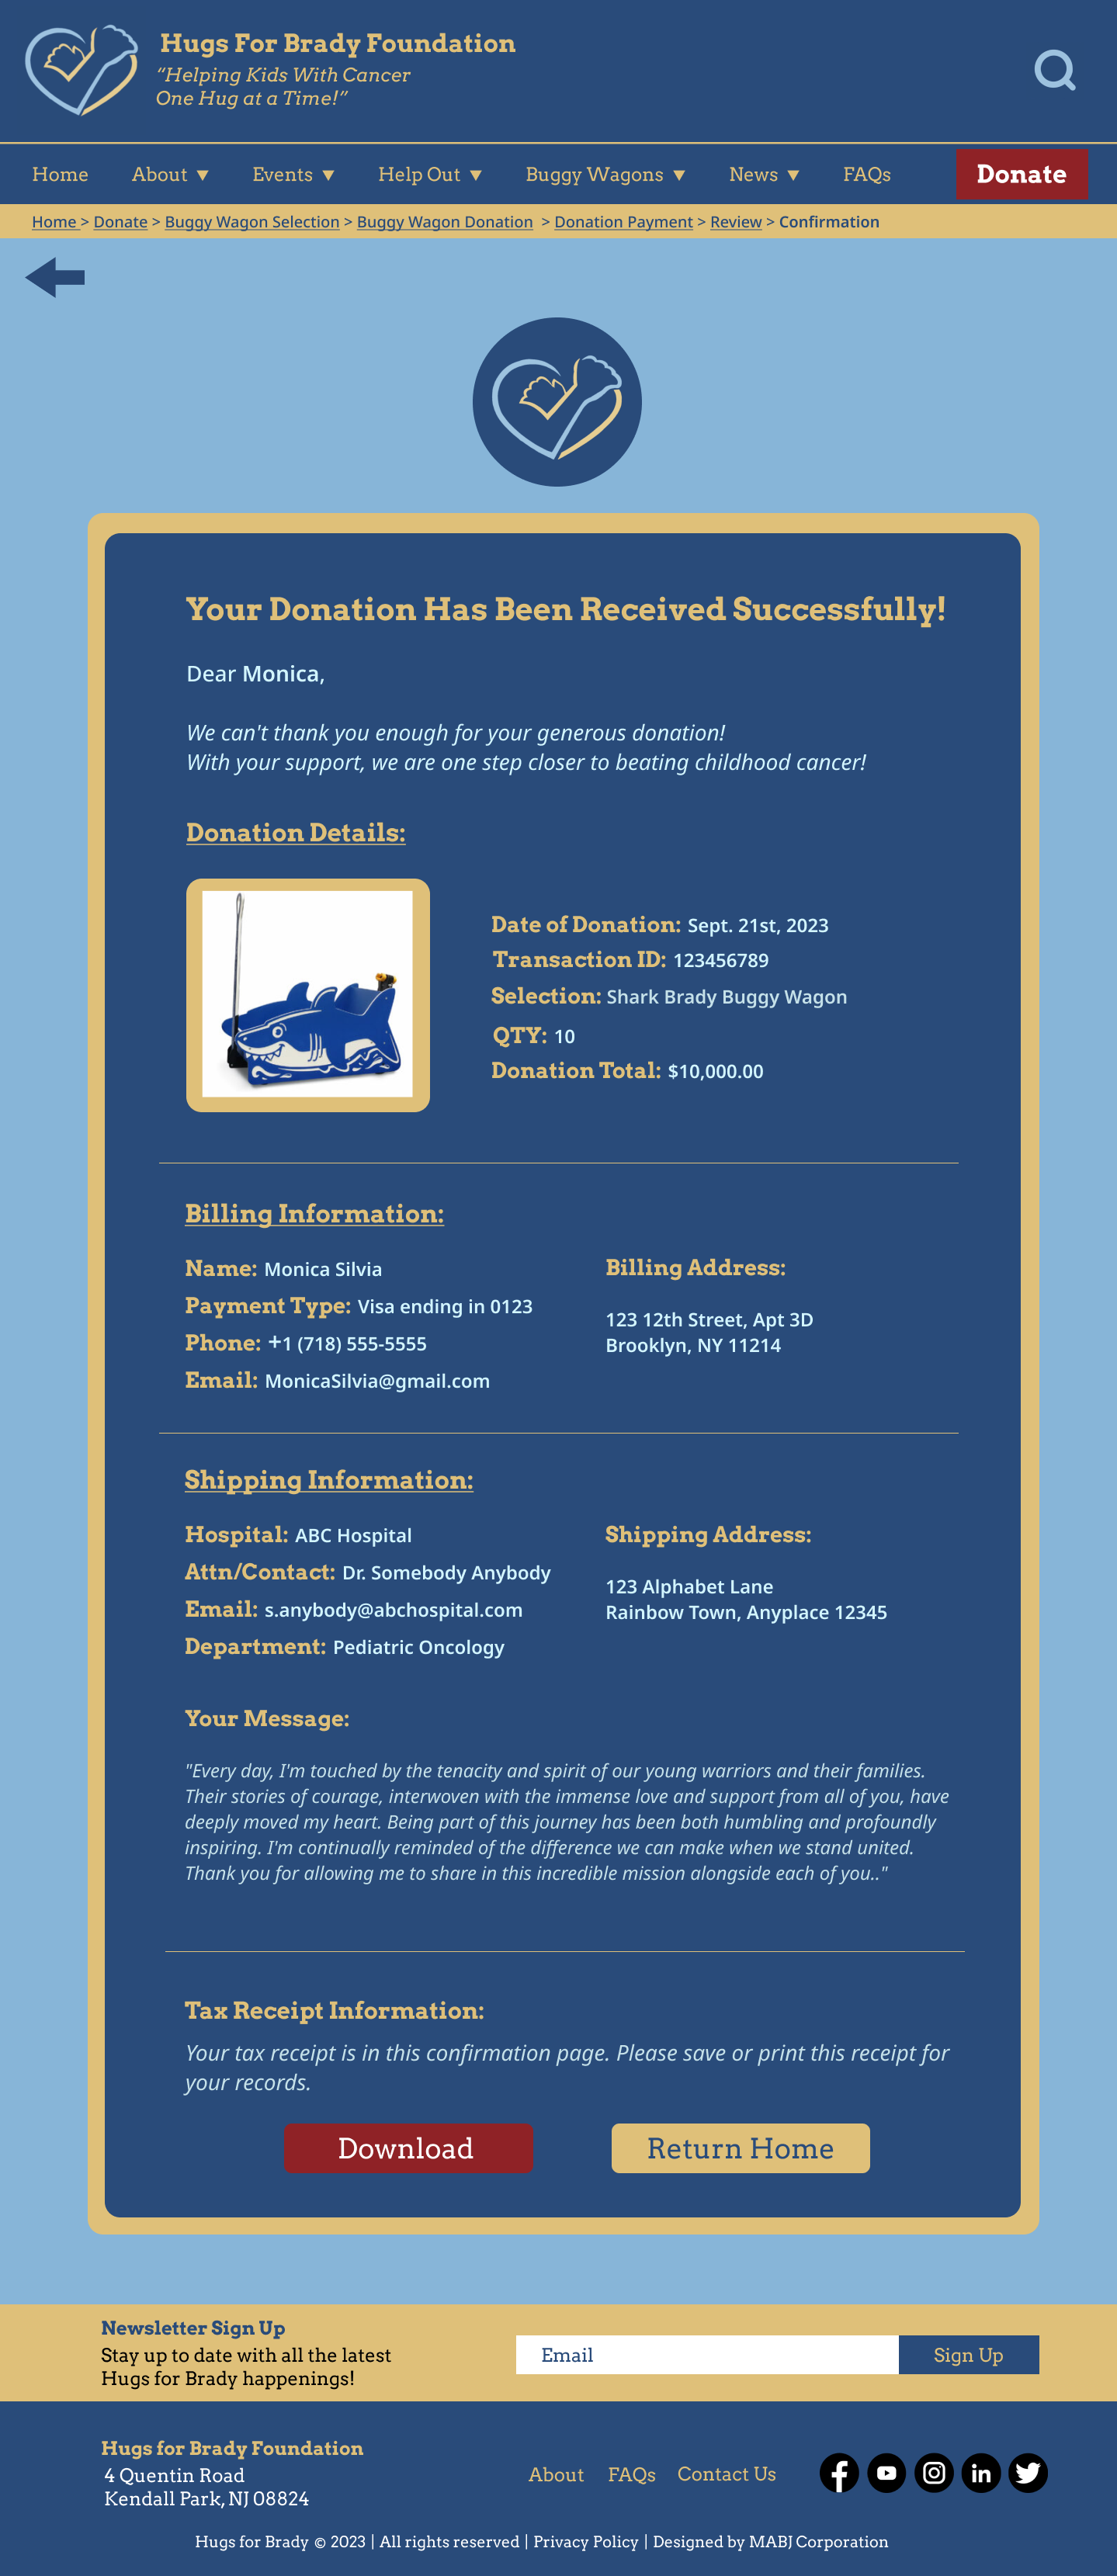 Hugs For Brady Foundation
“Helping Kids With Cancer
One Hug at a Time!”
Home About ▼ Events ▼ Help Out ▼ Buggy Wagons ▼ News ▼ FAQs Donate
Home > Donate > Buggy Wagon Selection > Buggy Wagon Donation > Donation Payment > Review > Confirmation
Your Donation Has Been Received Successfully!
Dear Monica,
We can't thank you enough for your generous donation!
With your support, we are one step closer to beating childhood cancer!
Donation Details:
Date of Donation: Sept. 21st, 2023
Transaction ID: 123456789
Selection: Shark Brady Buggy Wagon
QTY: 10
Donation Total: $10,000.00
Billing Information:
Name: Monica Silvia
Payment Type: Visa ending in 0123
Phone: +1 (718) 555-5555
Email: MonicaSilvia@gmail.com
Billing Address:
123 12th Street, Apt 3D
Brooklyn, NY 11214
Shipping Information:
Hospital: ABC Hospital
Attn/Contact: Dr. Somebody Anybody
Email: s.anybody@abchospital.com
Department: Pediatric Oncology
Shipping Address:
123 Alphabet Lane
Rainbow Town, Anyplace 12345
Your Message:
"Every day, I'm touched by the tenacity and spirit of our young warriors and their families.
Their stories of courage, interwoven with the immense love and support from all of you, have
deeply moved my heart. Being part of this journey has been both humbling and profoundly
inspiring. I'm continually reminded of the difference we can make when we stand united.
Thank you for allowing me to share in this incredible mission alongside each of you.."
Tax Receipt Information:
Your tax receipt is in this confirmation page. Please save or print this receipt for
your records.
Download Return Home
Newsletter Sign Up
Stay up to date with all the latest
Hugs for Brady happenings!
Email Sign Up
Hugs for Brady Foundation
4 Quentin Road
Kendall Park, NJ 08824
About FAQs Contact Us
Hugs for Brady © 2023 | All rights reserved | Privacy Policy | Designed by MABJ Corporation